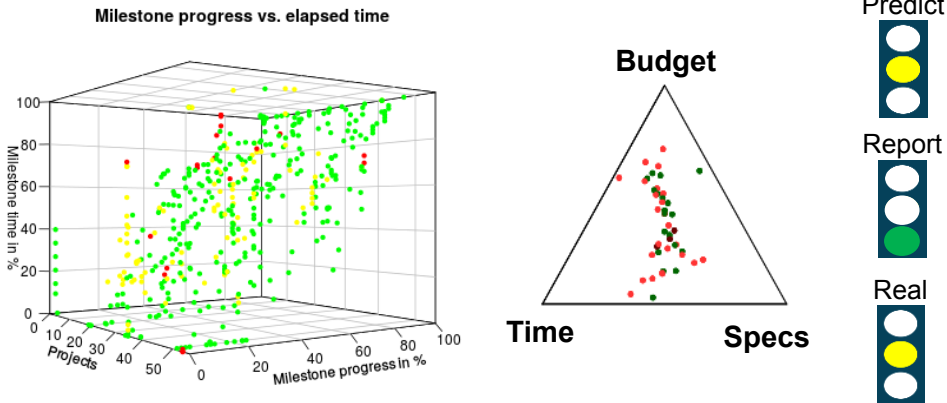 Milestone progress vs. elapsed time
100
80
60
40
20
0
Milestone time in %
0
10
20
30
40
50
Projects
0
20
40
60
80
100
Milestone progress in %
Budget
Time
Specs
Predict
Report
Real